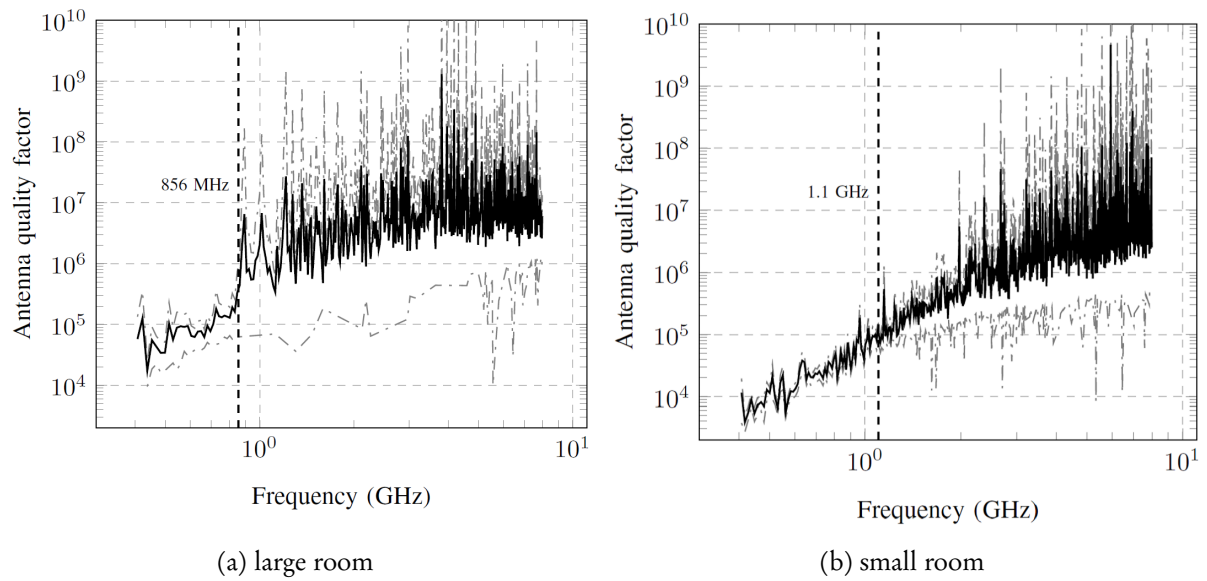 10^10
10^9
10^8
10^7
10^6
10^5
10^4
Antenna quality factor
856 MHz
10^0
10^1
Frequency (GHz)
(a) large room
10^10
10^9
10^8
10^7
10^6
10^5
10^4
Antenna quality factor
1.1 GHz
10^0
10^1
Frequency (GHz)
(b) small room